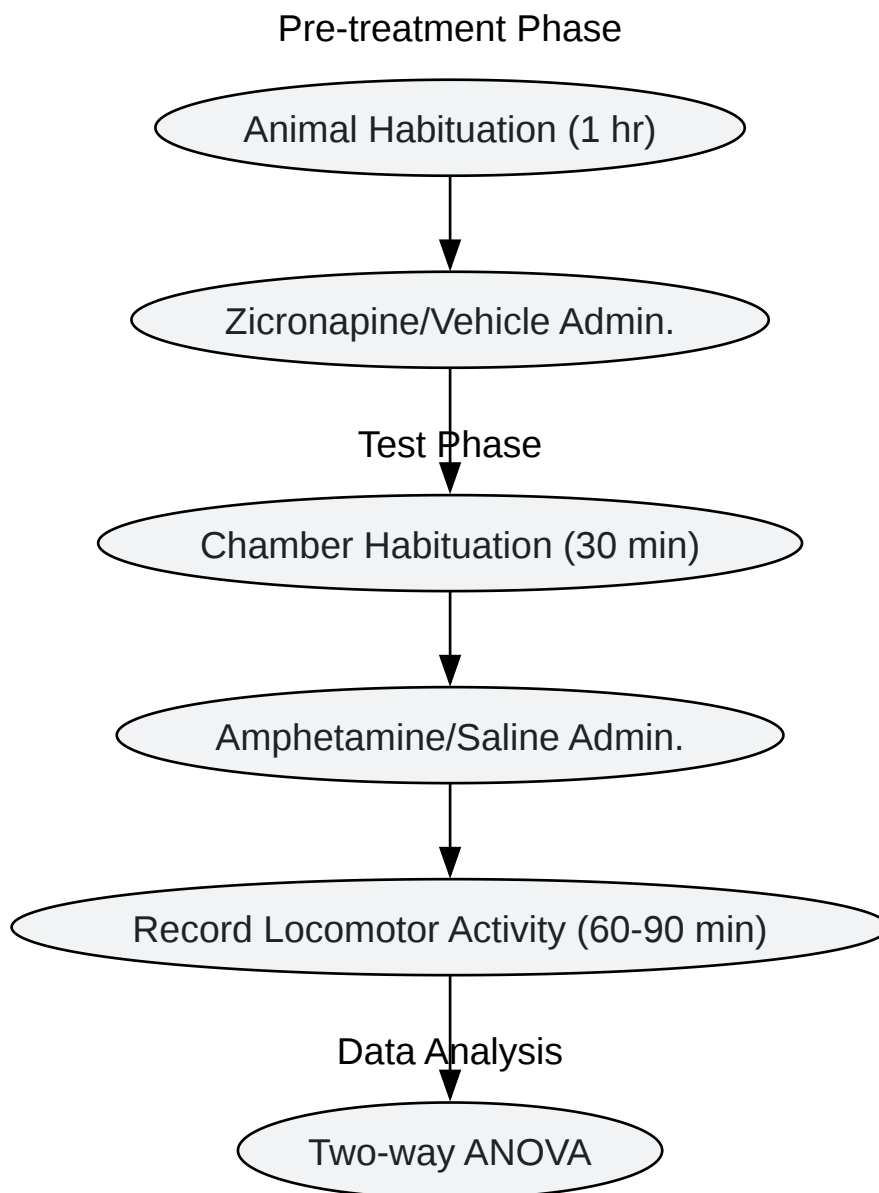 Pre-treatment Phase
Animal Habituation (1 hr)
Zicronapine/Vehicle Admin.
Test Phase
Chamber Habituation (30 min)
Amphetamine/Saline Admin.
Record Locomotor Activity (60-90 min)
Data Analysis
Two-way ANOVA